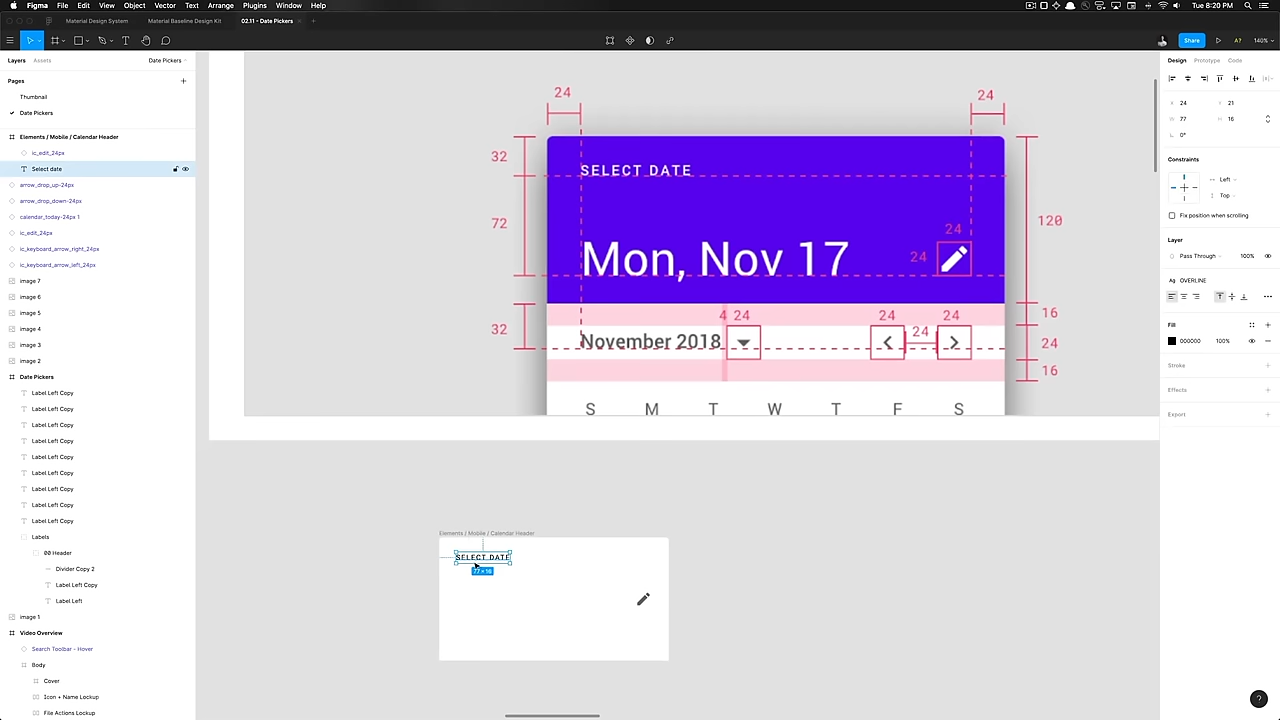 Figma File Edit View Object Vector Text Arrange Plugins Window Help
Tue 8:20 PM
Material Design System
Material Baseline Design Kit
02.11 - Date Pickers
Share
A?
140%
Layers
Assets
Date Pickers
Pages
Thumbnail
Date Pickers
Elements / Mobile / Calendar Header
ic_edit_24px
Select date
arrow_drop_up-24px
arrow_drop_down-24px
calendar_today-24px 1
ic_edit_24px
ic_keyboard_arrow_right_24px
ic_keyboard_arrow_left_24px
image 7
image 6
image 5
image 4
image 3
image 2
Date Pickers
Label Left Copy
Label Left Copy
Label Left Copy
Label Left Copy
Label Left Copy
Label Left Copy
Label Left Copy
Label Left Copy
Label Left Copy
Labels
00 Header
Divider Copy 2
Label Left Copy
Label Left
image 1
Video Overview
Search Toolbar - Hover
Body
Cover
Icon + Name Lockup
File Actions Lockup
24
24
32
SELECT DATE
72
120
24
Mon, Nov 17
24
32
4 24
24
24
16
November 2018
24
24
16
S M T W T F S
Elements / Mobile / Calendar Header
SELECT DATE
77 × 16
Design
Prototype
Code
X 24
Y 21
W 77
H 16
0°
Constraints
Left
Top
Fix position when scrolling
Layer
Pass Through
100%
Ag OVERLINE
Fill
000000
100%
Stroke
Effects
Export
?